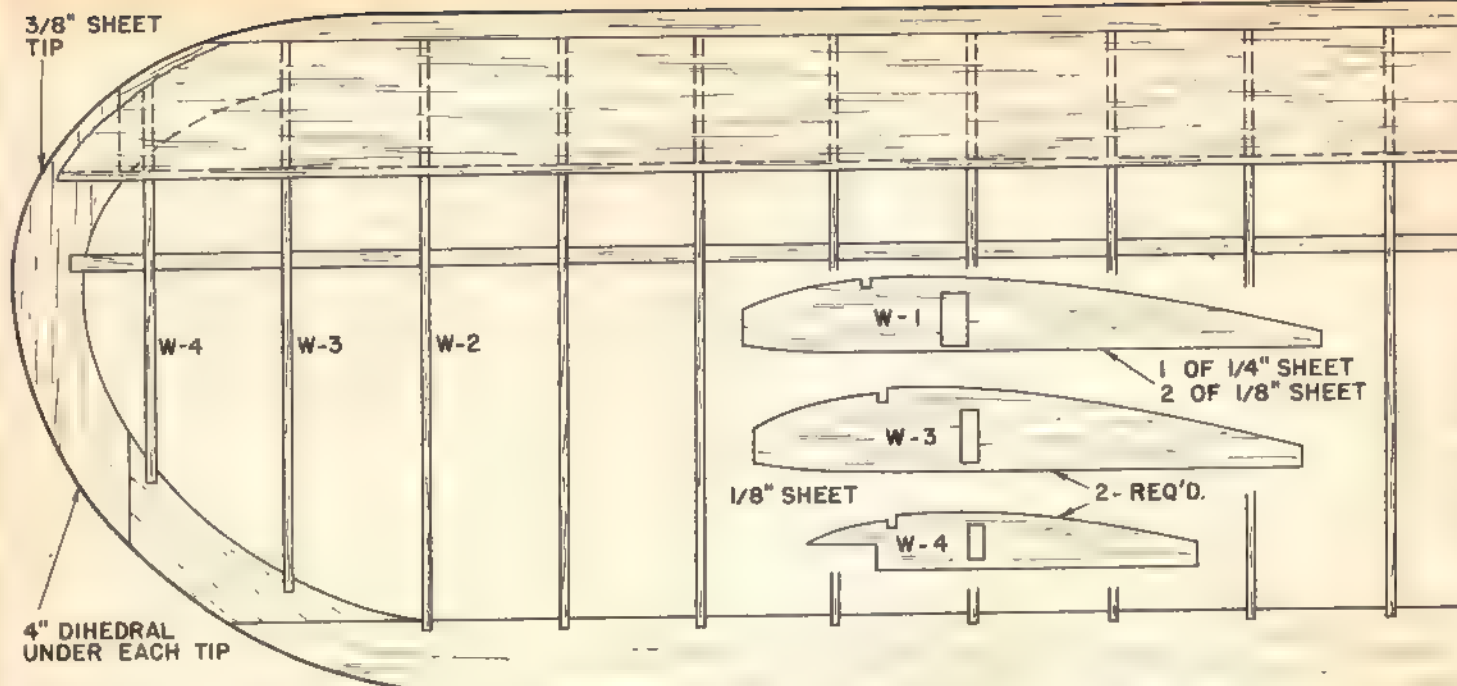 3/8" SHEET
TIP
W-4
W-3
W-2
W-1
1 OF 1/4" SHEET
2 OF 1/8" SHEET
W-3
1/8" SHEET
2- REQ'D.
W-4
4" DIHEDRAL
UNDER EACH TIP